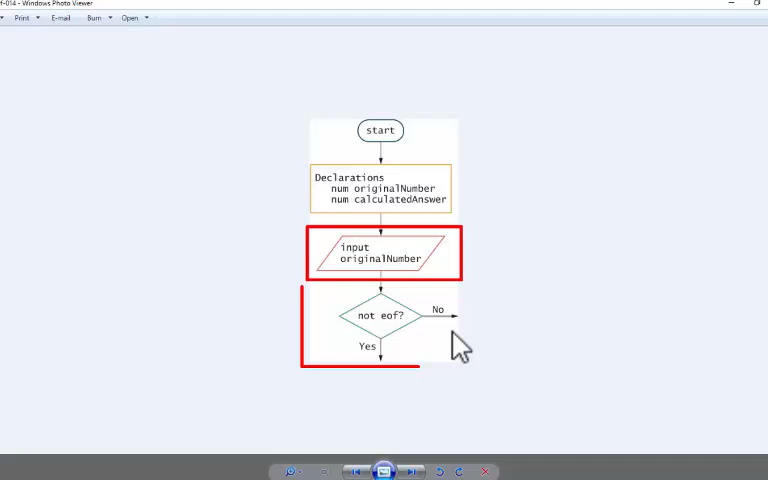 f-014 - Windows Photo Viewer
Print E-mail Burn Open
start
Declarations
num originalNumber
num calculatedAnswer
input
originalNumber
not eof?
No
Yes